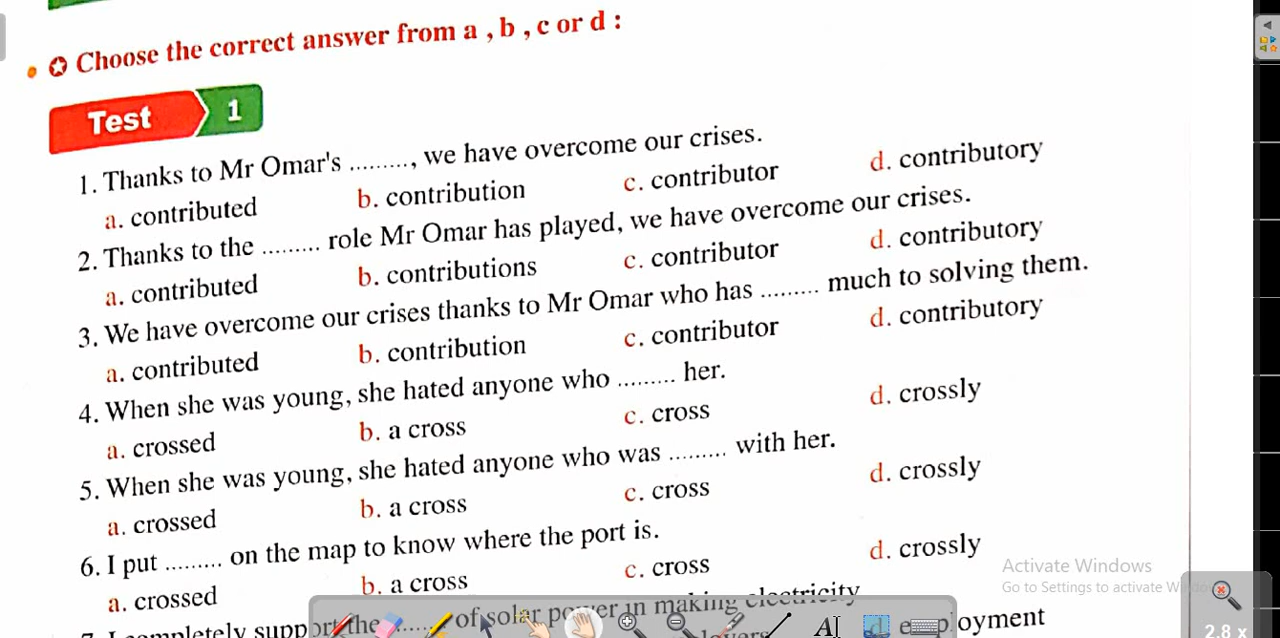 Choose the correct answer from a , b , c or d :
Test 1
1. Thanks to Mr Omar's ........., we have overcome our crises.
a. contributed b. contribution c. contributor d. contributory
2. Thanks to the ......... role Mr Omar has played, we have overcome our crises.
a. contributed b. contributions c. contributor d. contributory
3. We have overcome our crises thanks to Mr Omar who has ......... much to solving them.
a. contributed b. contribution c. contributor d. contributory
4. When she was young, she hated anyone who ......... her.
a. crossed b. a cross c. cross d. crossly
5. When she was young, she hated anyone who was ......... with her.
a. crossed b. a cross c. cross d. crossly
6. I put ......... on the map to know where the port is.
a. crossed b. a cross c. cross d. crossly
Activate Windows
Go to Settings to activate
7. I completely support the ...... of solar power in making electricity
2.8 x